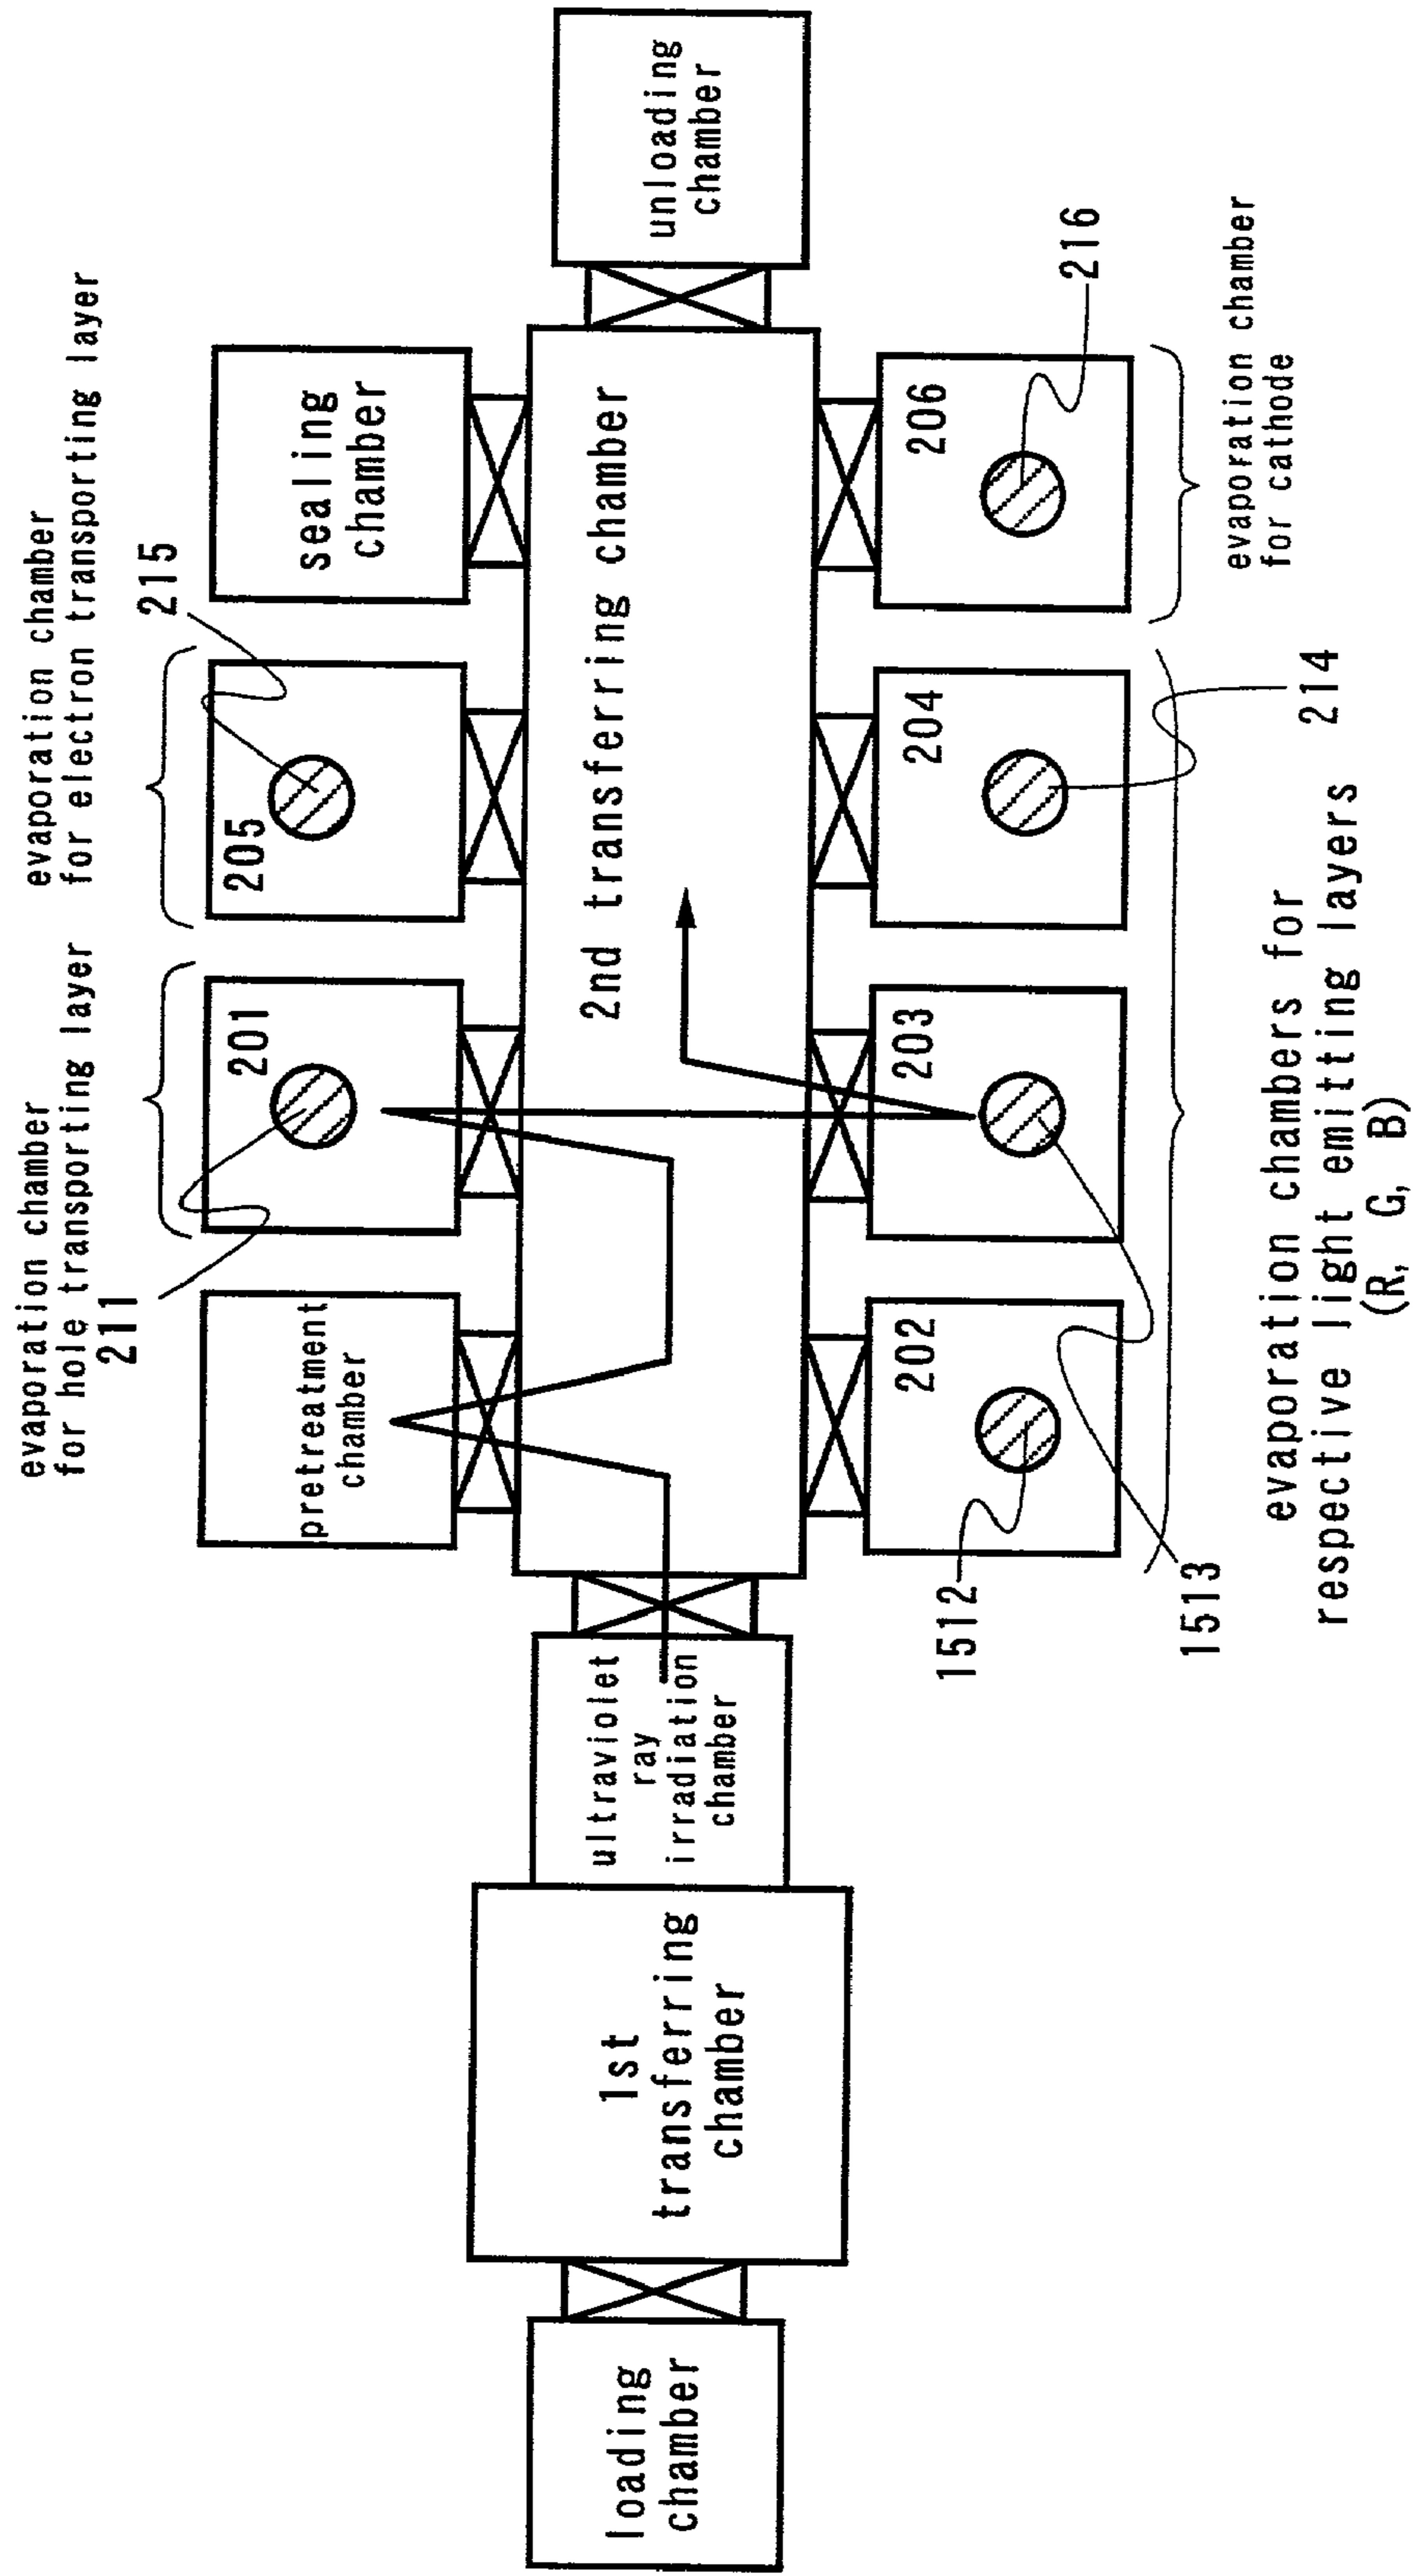 evaporation chamber
for hole transporting layer
211
evaporation chamber
for electron transporting layer
215
pretreatment
chamber
201
205
sealing
chamber
loading
chamber
1st
transferring
chamber
ultraviolet
ray
irradiation
chamber
2nd transferring chamber
unloading
chamber
202
203
204
206
1512
1513
214
216
evaporation chambers for
respective light emitting layers
(R, G, B)
evaporation chamber
for cathode